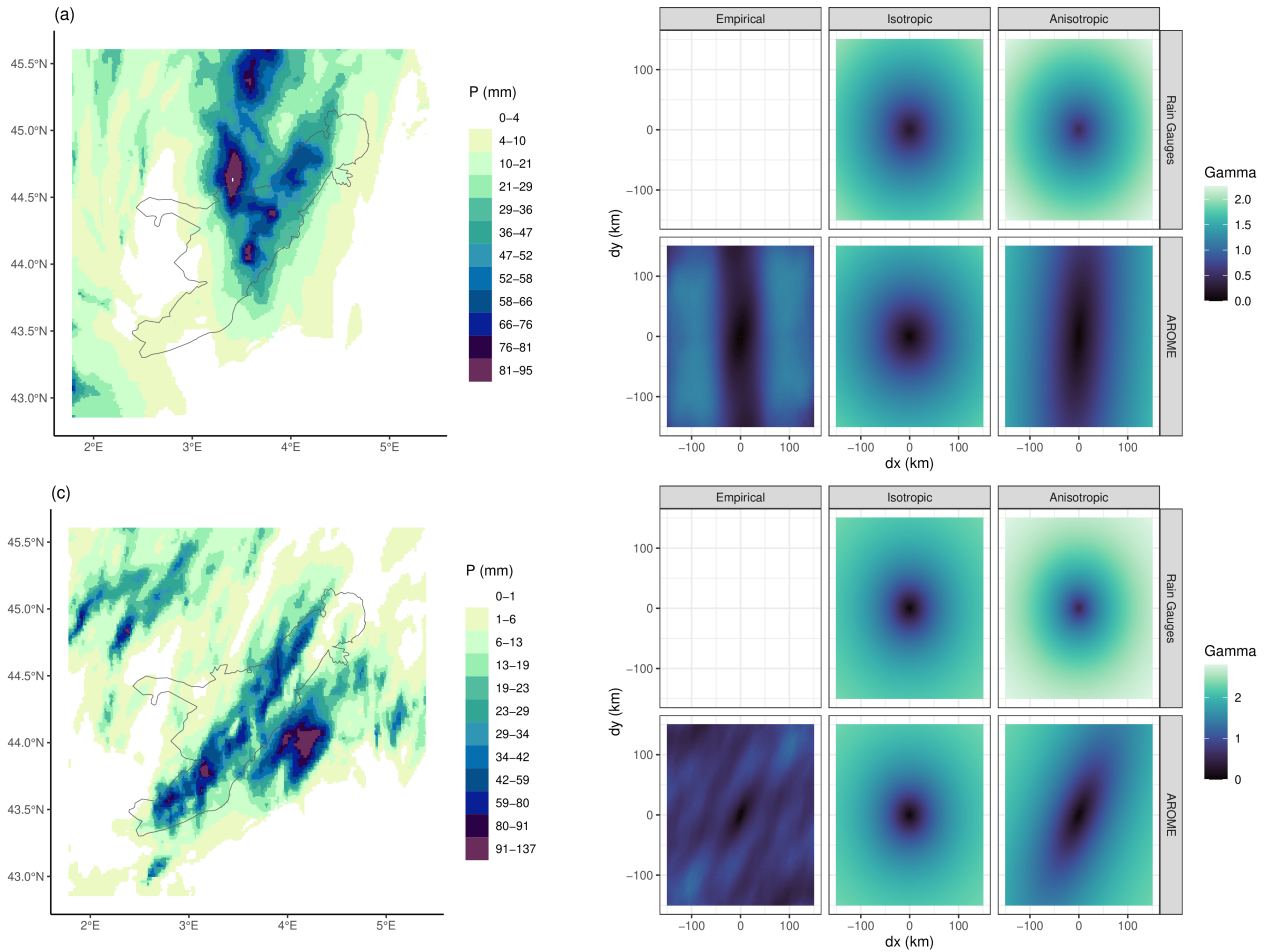 (a)
45.5°N
45.0°N
44.5°N
44.0°N
43.5°N
43.0°N
2°E 3°E 4°E 5°E
P (mm)
0−4
4−10
10−21
21−29
29−36
36−47
47−52
52−58
58−66
66−76
76−81
81−95
Empirical Isotropic Anisotropic
100
0
−100
Rain Gauges
100
0
−100
AROME
dy (km)
−100 0 100 −100 0 100 −100 0 100
dx (km)
Gamma
2.0
1.5
1.0
0.5
0.0
(c)
45.5°N
45.0°N
44.5°N
44.0°N
43.5°N
43.0°N
2°E 3°E 4°E 5°E
P (mm)
0−1
1−6
6−13
13−19
19−23
23−29
29−34
34−42
42−59
59−80
80−91
91−137
Empirical Isotropic Anisotropic
100
0
−100
Rain Gauges
100
0
−100
AROME
dy (km)
−100 0 100 −100 0 100 −100 0 100
dx (km)
Gamma
2
1
0